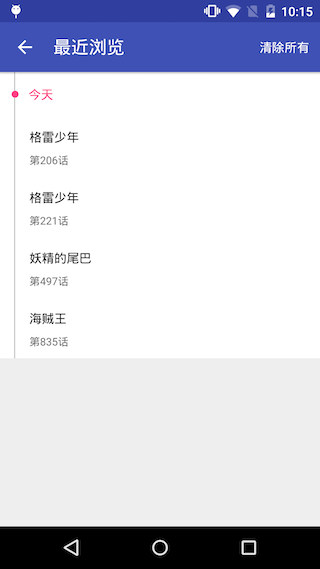 10:15
最近浏览
清除所有
今天
格雷少年
第206话
格雷少年
第221话
妖精的尾巴
第497话
海贼王
第835话